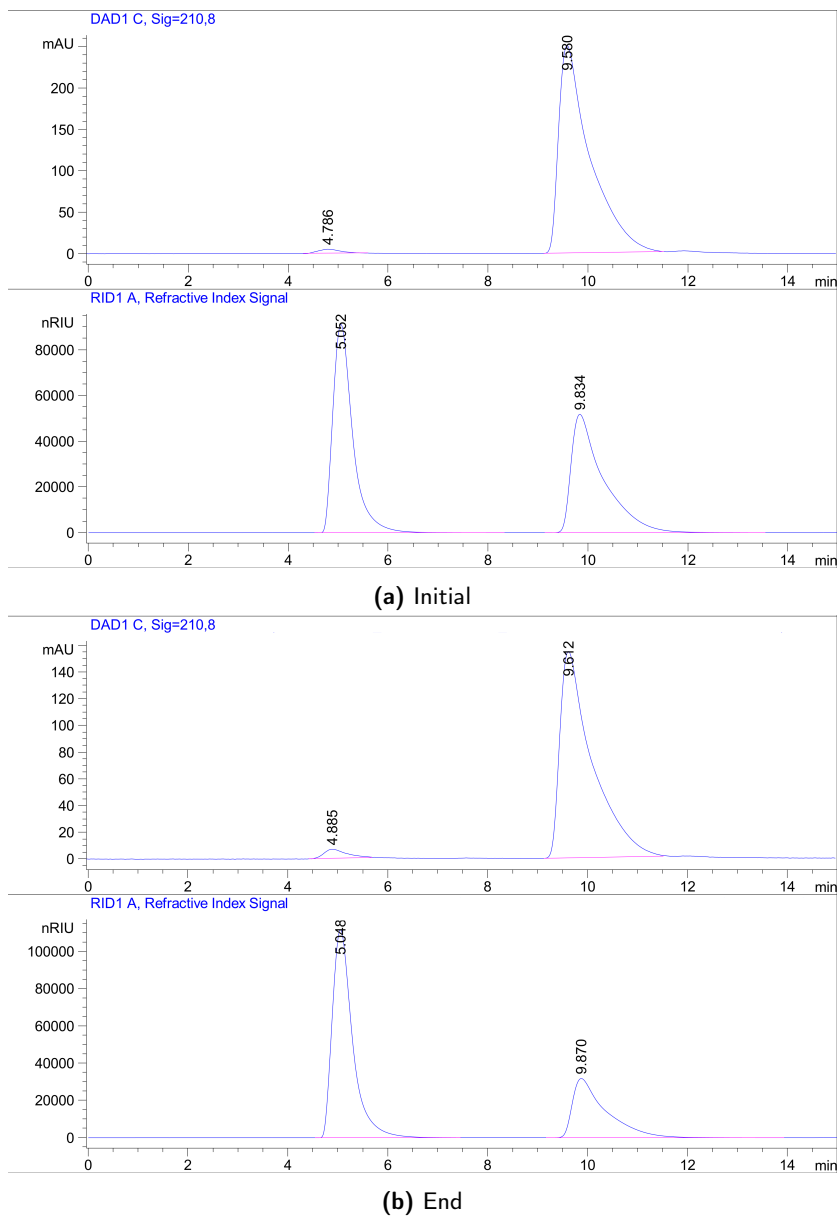 DAD1 C, Sig=210,8
mAU
200
150
100
50
0
4.786
9.580
0 2 4 6 8 10 12 14 min
RID1 A, Refractive Index Signal
nRIU
80000
60000
40000
20000
0
5.052
9.834
0 2 4 6 8 10 12 14 min
(a) Initial
DAD1 C, Sig=210,8
mAU
140
120
100
80
60
40
20
0
4.885
9.612
0 2 4 6 8 10 12 14 min
RID1 A, Refractive Index Signal
nRIU
100000
80000
60000
40000
20000
0
5.048
9.870
0 2 4 6 8 10 12 14 min
(b) End